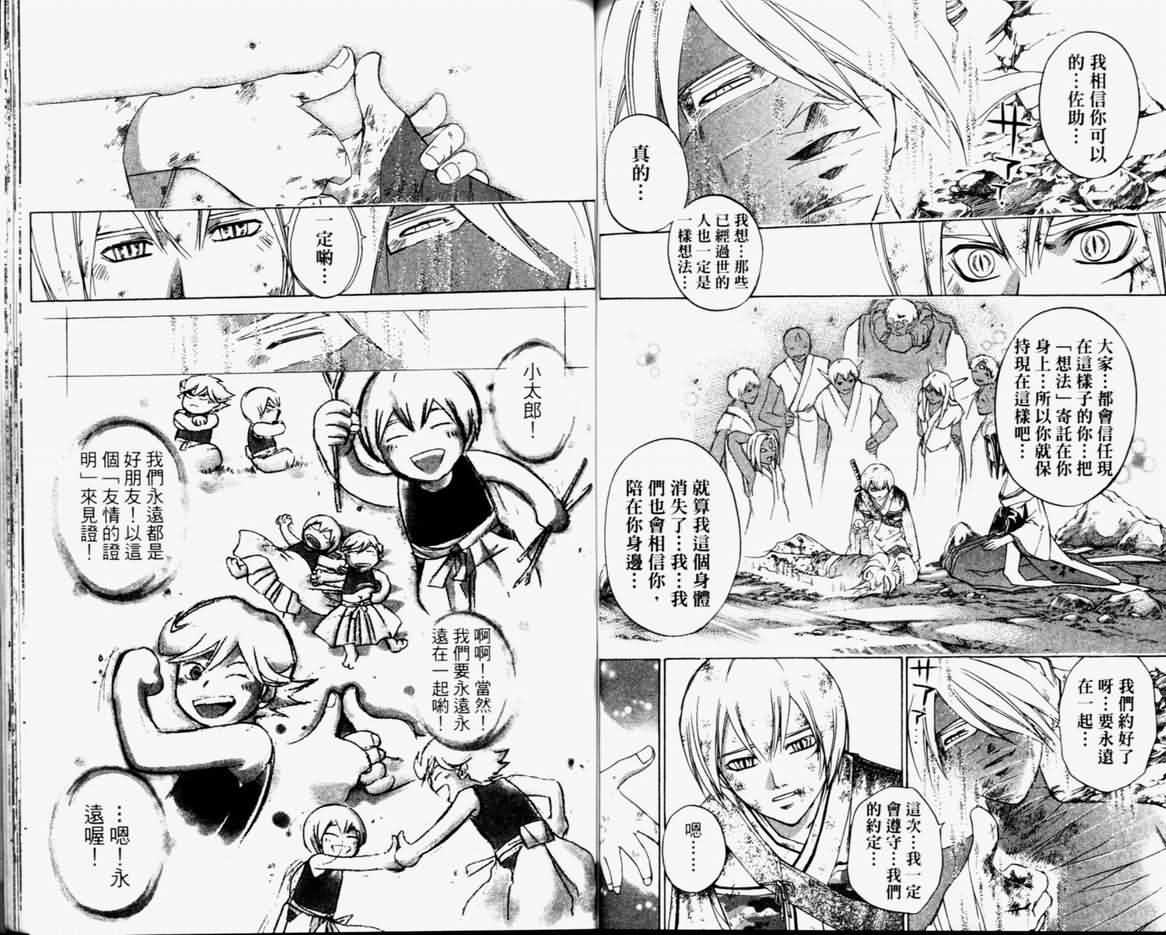 我相信你可以
的…佐助…
真的…
我想…那些
已經過世的
人也一定是
一樣想法…
大家…都會信任現
在這樣子的你…把
「想法」寄託在你
身上…所以你就保
持現在這樣吧…
就算我這個身體
消失了…我…我
們也會相信你，
陪在你身邊…
我們約好了
呀…要永遠
在一起…
這次…我一定
會遵守…我們
的約定…
嗯……
一定喲…
小太郎！
我們永遠都是
好朋友！以這
個「友情的證
明」來見證！
啊啊！當然！
我們要永遠永
遠在一起喲！
…嗯！永
遠喔！